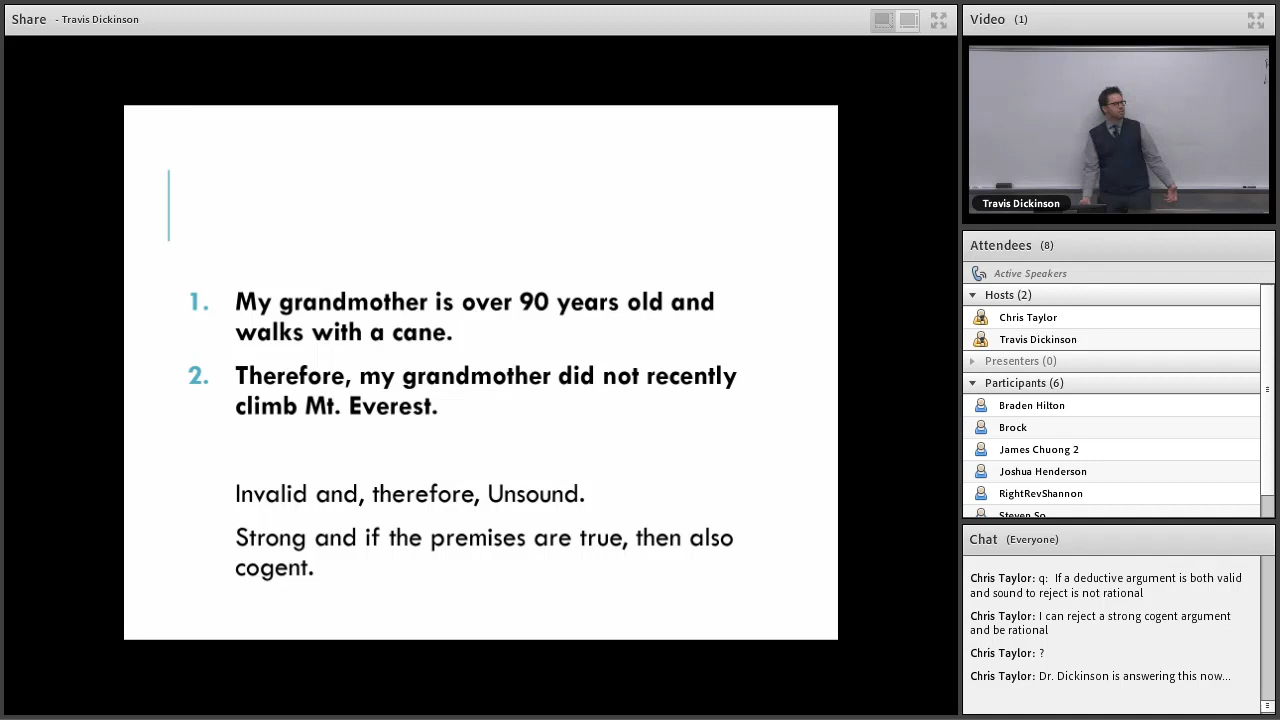 Share - Travis Dickinson
1. My grandmother is over 90 years old and
walks with a cane.
2. Therefore, my grandmother did not recently
climb Mt. Everest.
Invalid and, therefore, Unsound.
Strong and if the premises are true, then also
cogent.
Video (1)
Travis Dickinson
Attendees (8)
Active Speakers
Hosts (2)
Chris Taylor
Travis Dickinson
Presenters (0)
Participants (6)
Braden Hilton
Brock
James Chuong 2
Joshua Henderson
RightRevShannon
Steven So
Chat (Everyone)
Chris Taylor: q: If a deductive argument is both valid
and sound to reject is not rational
Chris Taylor: I can reject a strong cogent argument
and be rational
Chris Taylor: ?
Chris Taylor: Dr. Dickinson is answering this now...